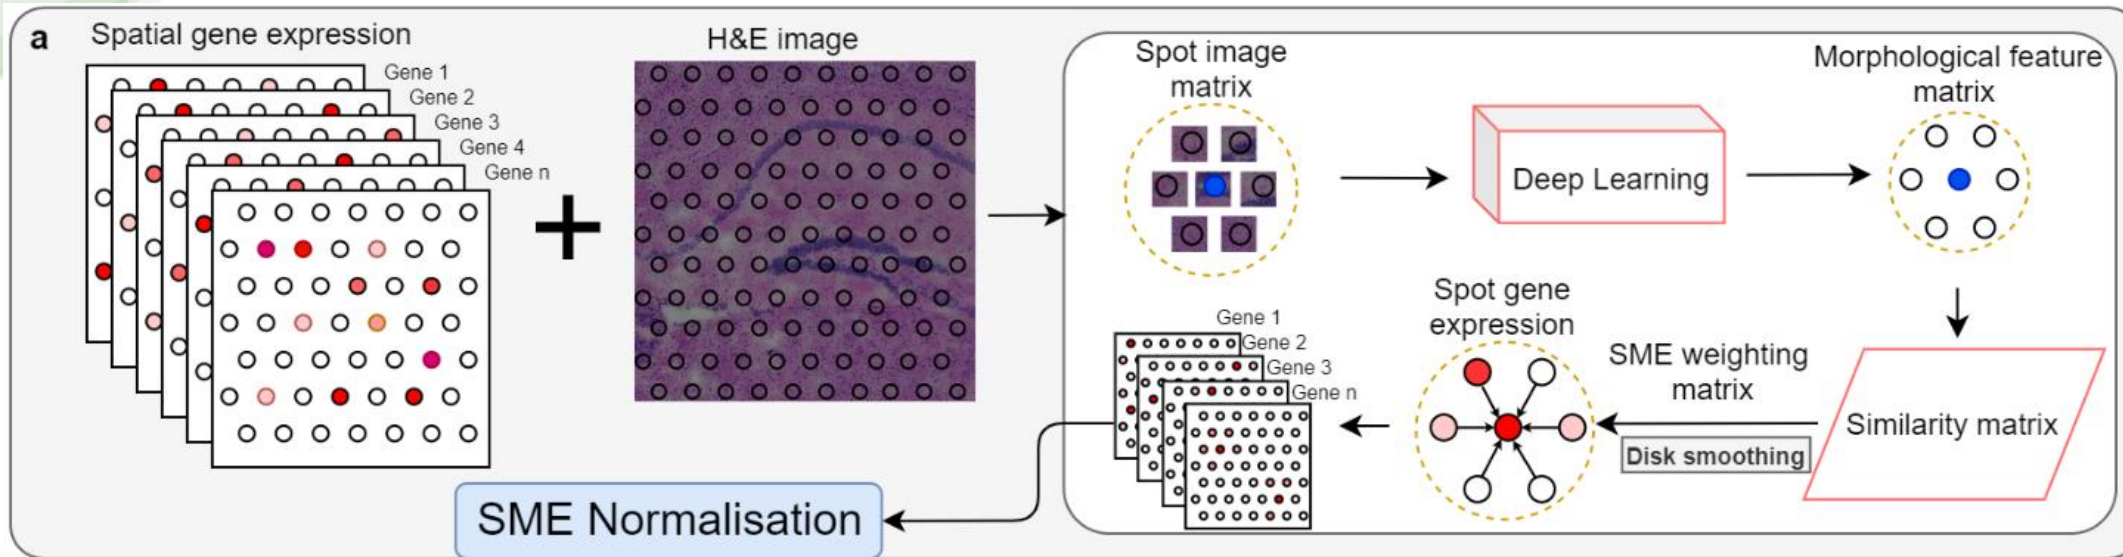 a
Spatial gene expression
Gene 1
Gene 2
Gene 3
Gene 4
Gene n
H&E image
Spot image
matrix
Deep Learning
Morphological feature
matrix
Similarity matrix
SME weighting
matrix
Disk smoothing
Spot gene
expression
Gene 1
Gene 2
Gene 3
Gene n
SME Normalisation